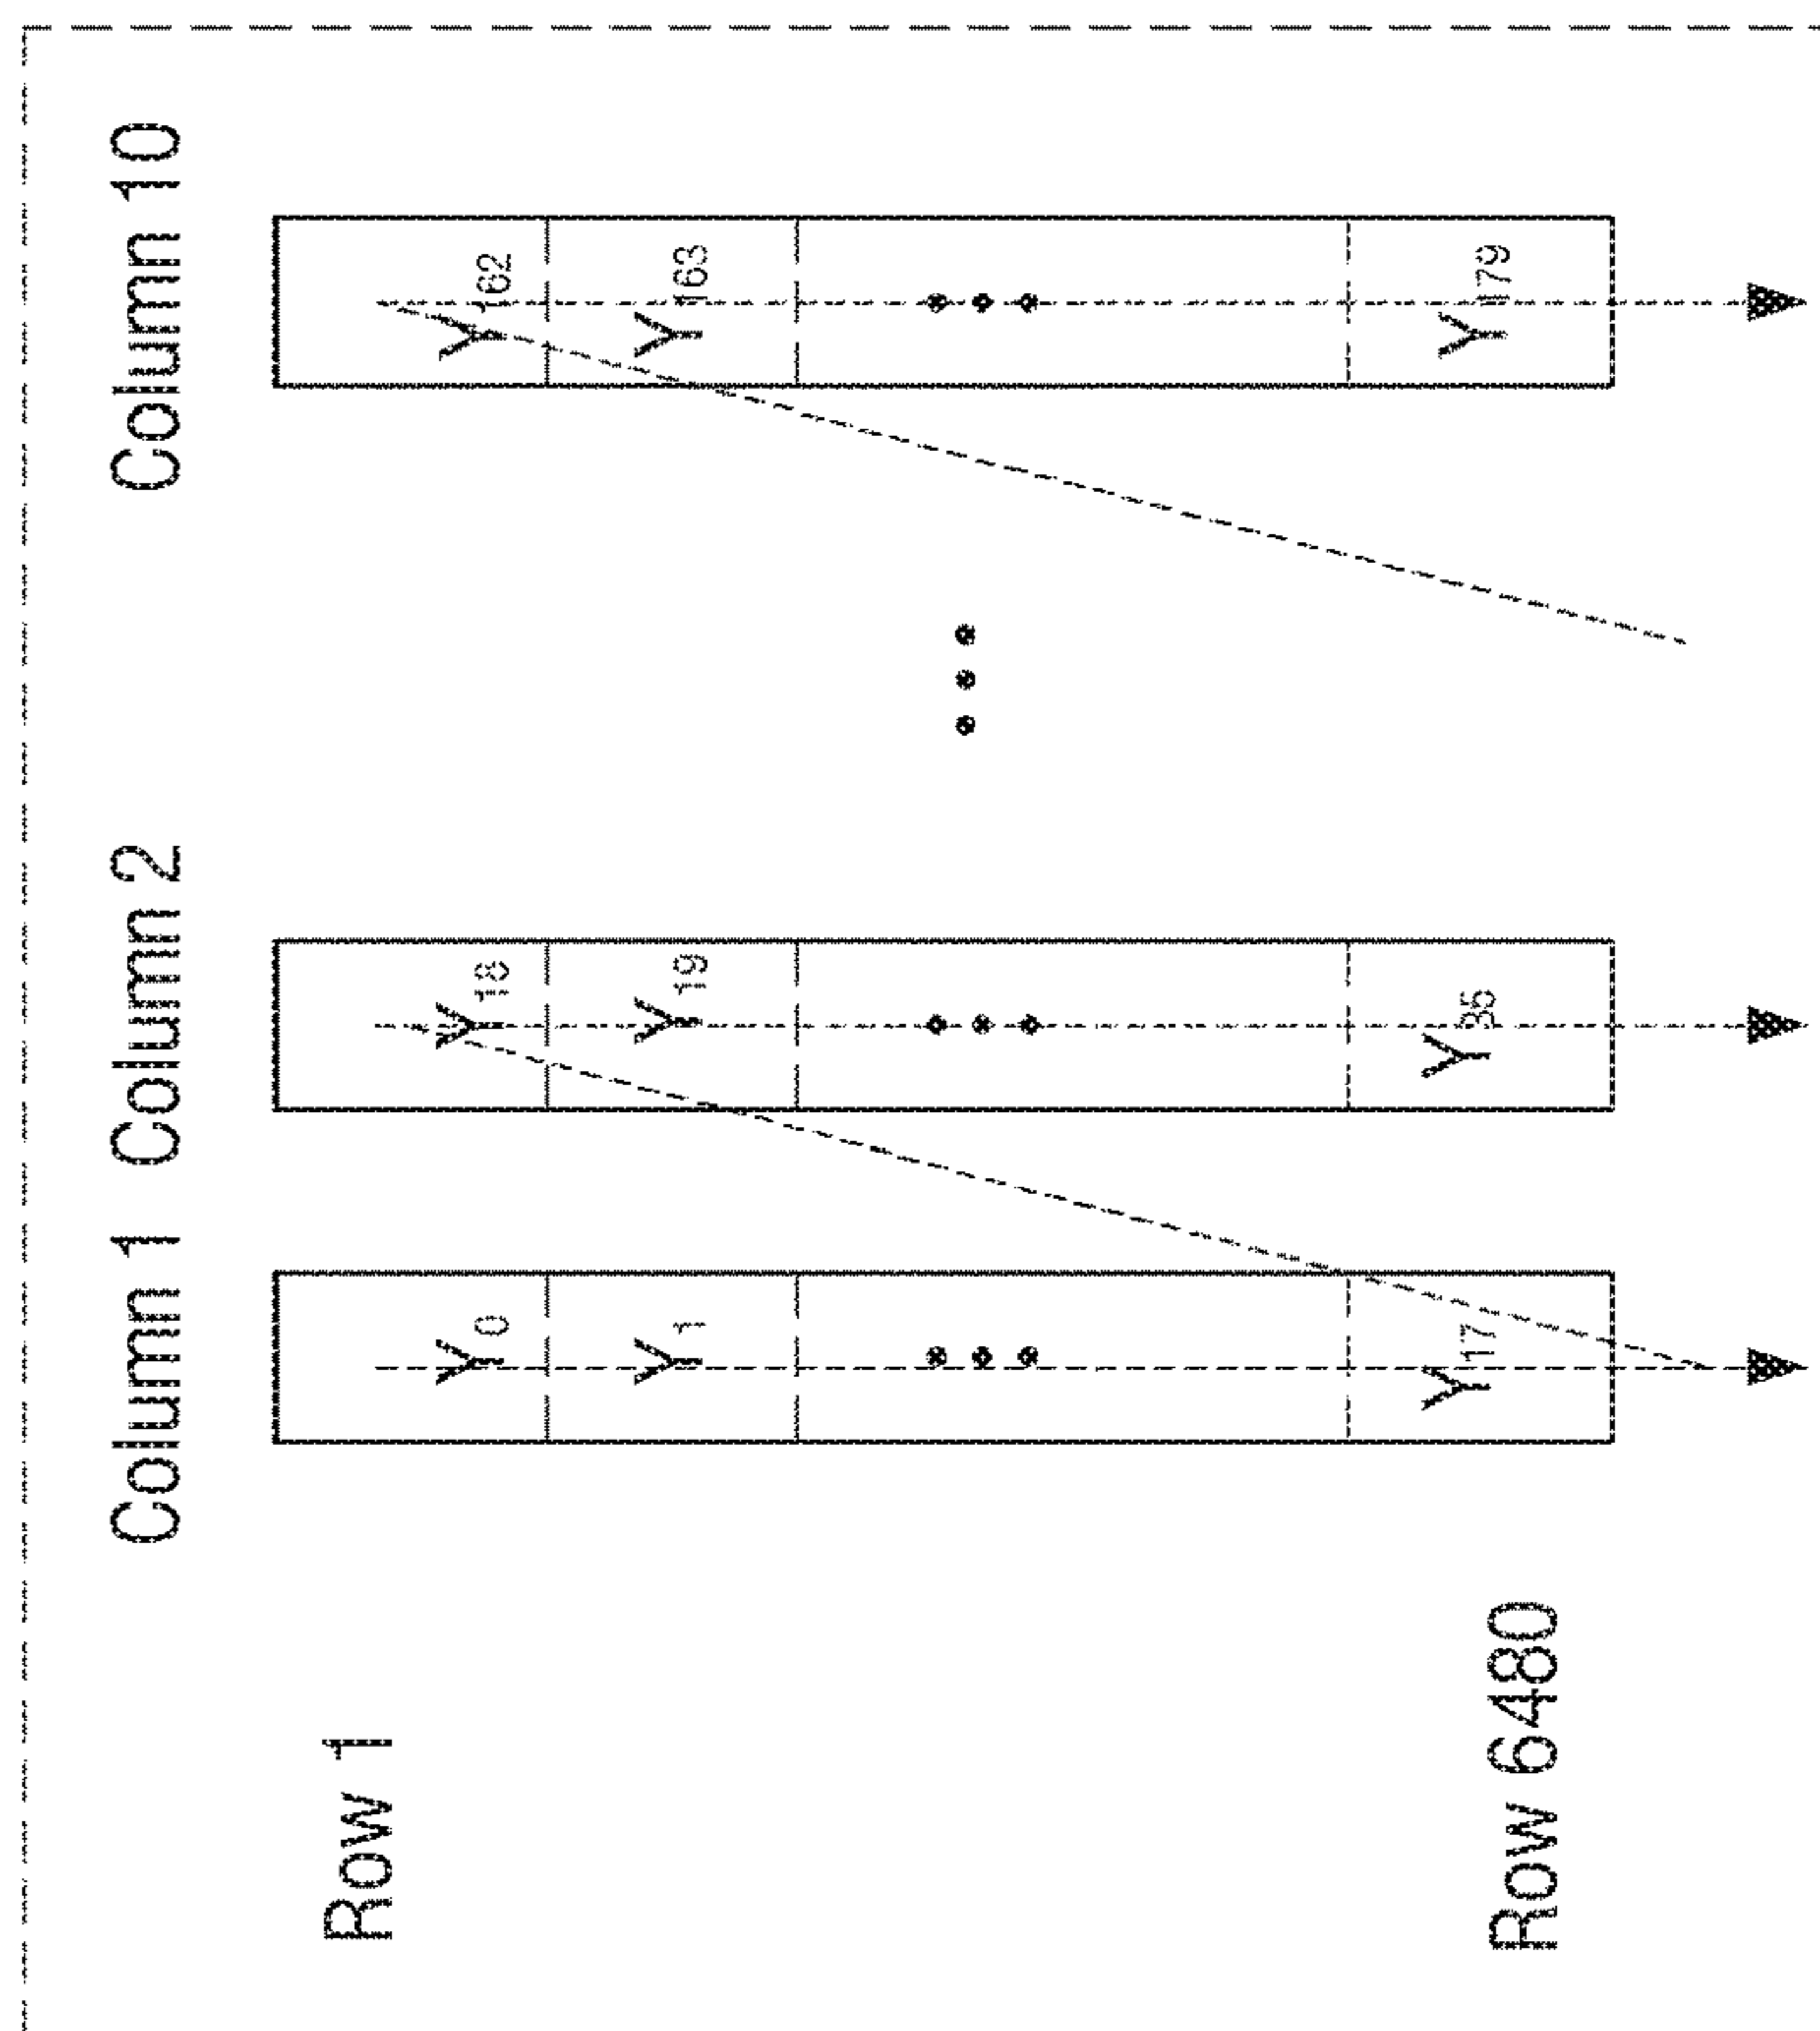 Column 1 Column 2 Column 10
Row 1
Y0 Y18 Y162
Y1 Y19 Y163
Y17 Y35 Y179
Row 6480